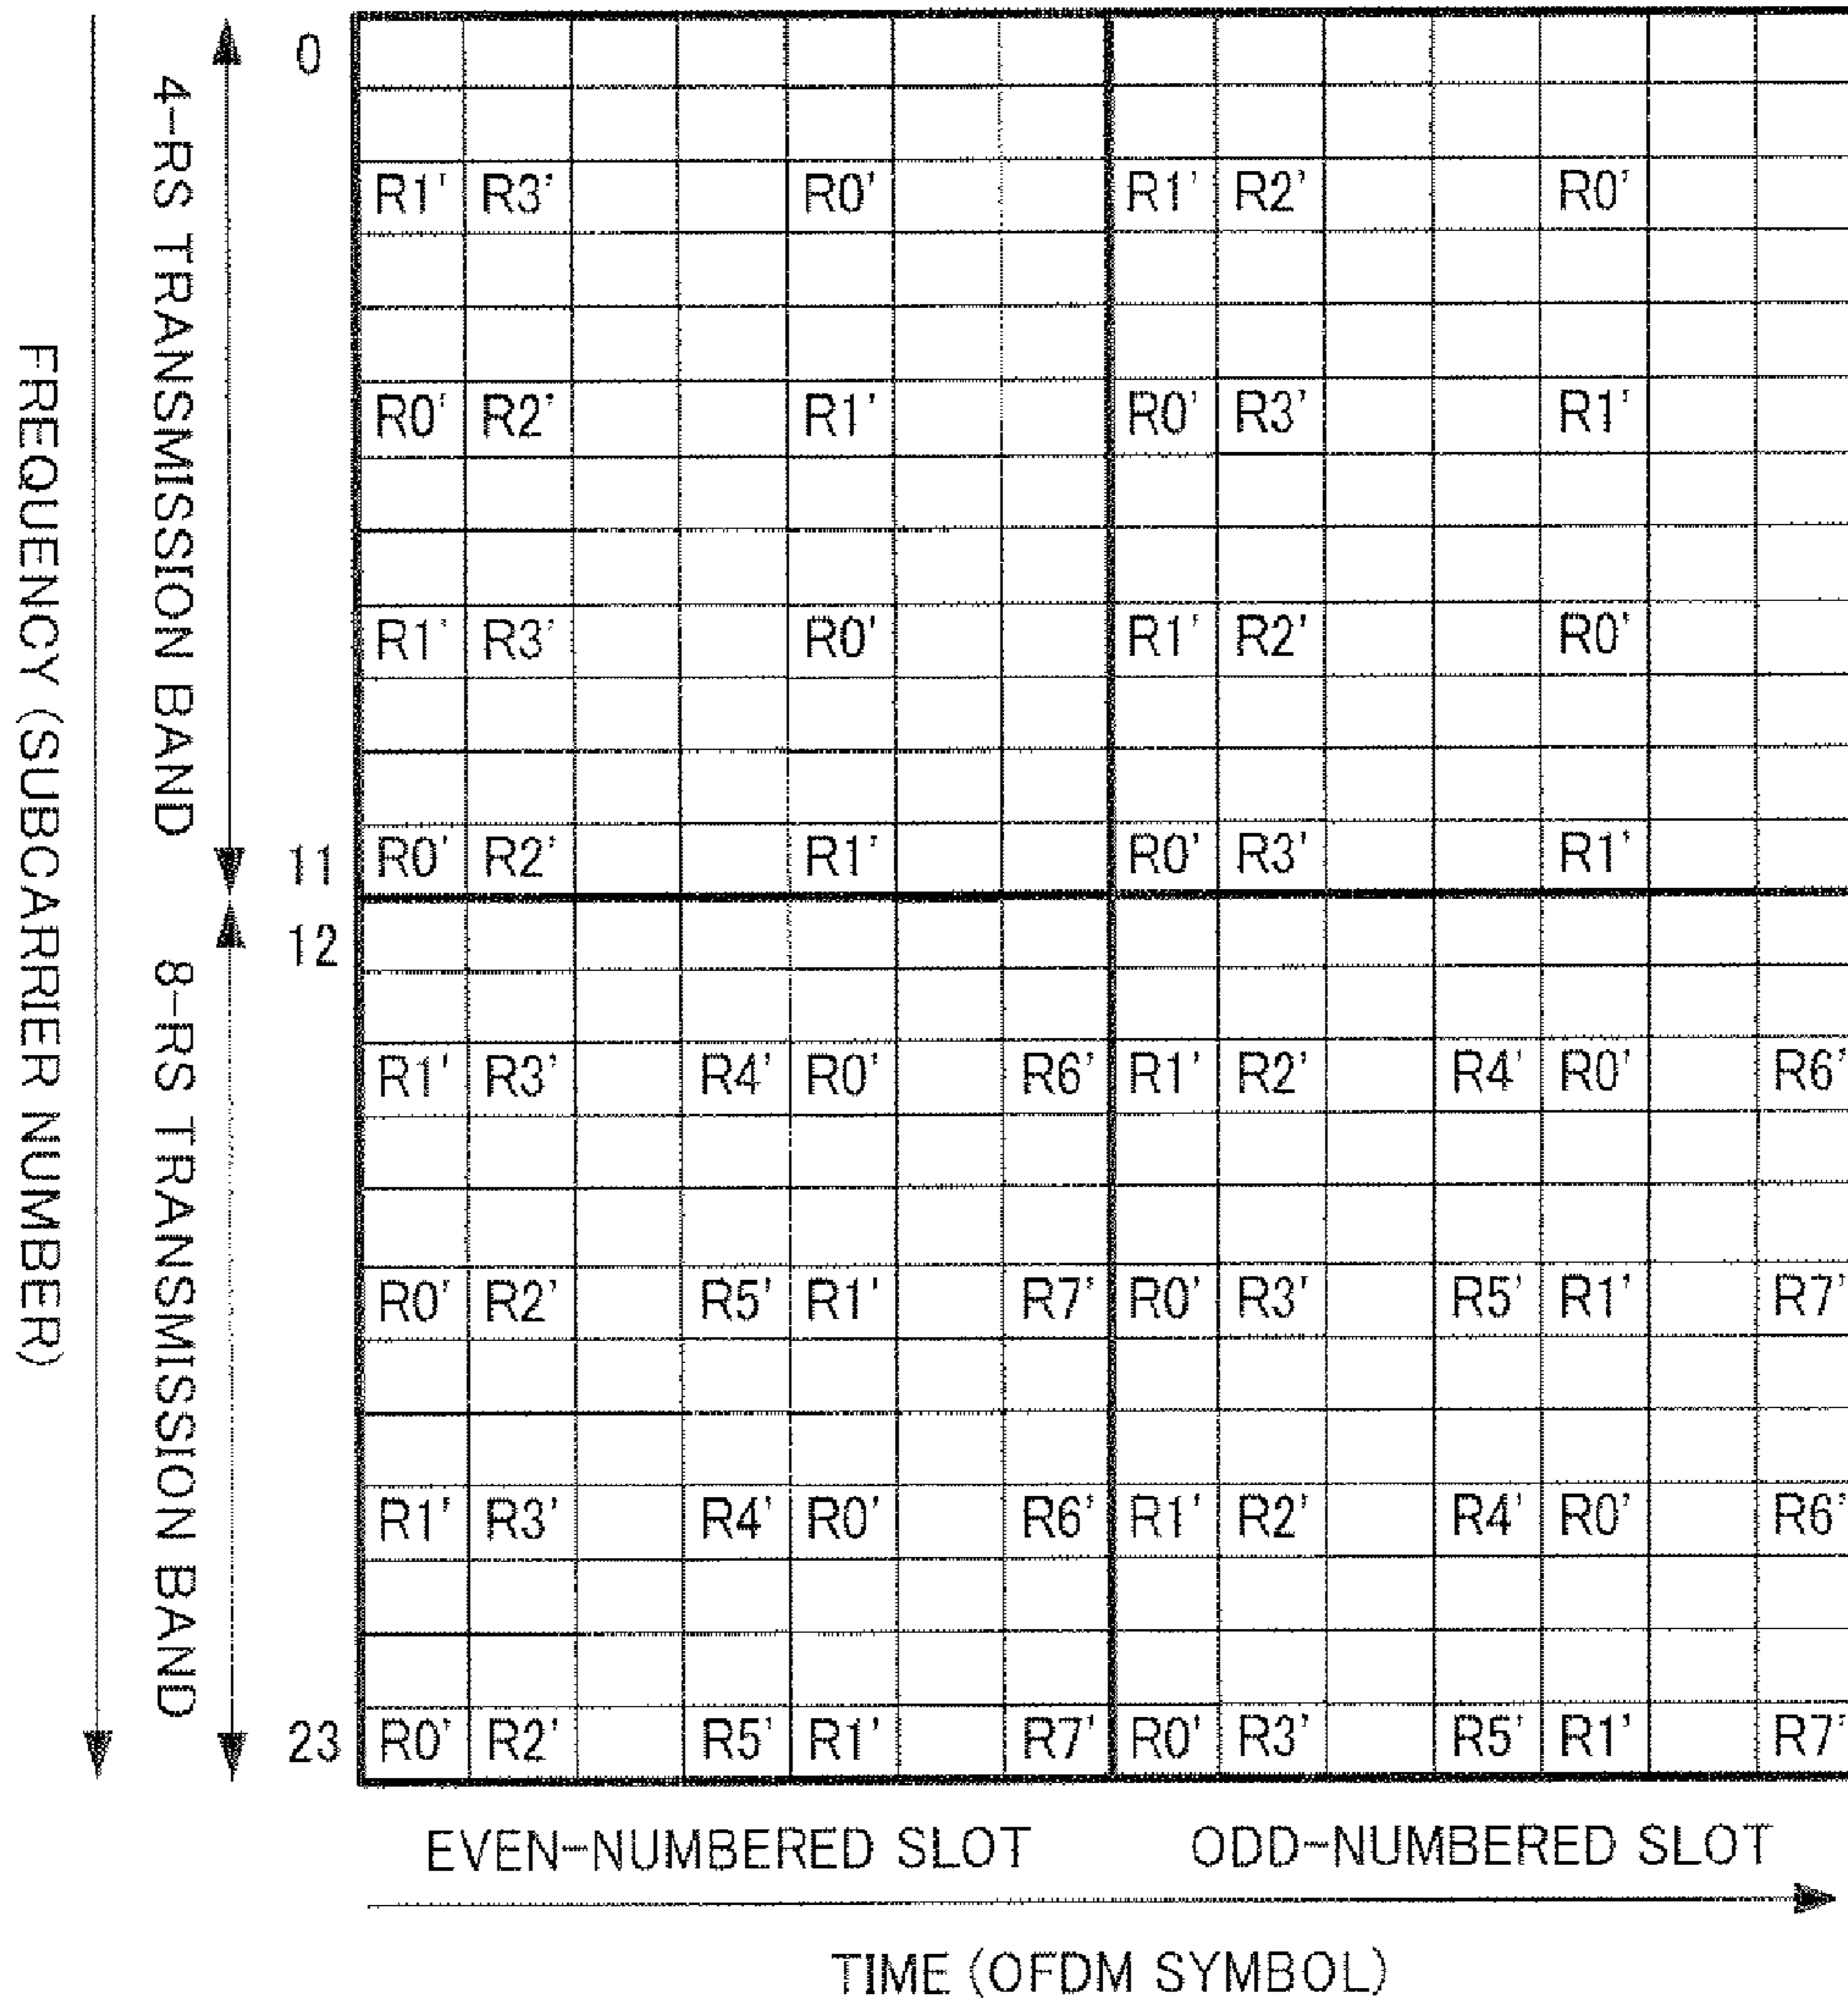 FREQUENCY (SUBCARRIER NUMBER)
4-RS TRANSMISSION BAND
8-RS TRANSMISSION BAND
0
R1' R3' R0' R1' R2' R0'
R0' R2' R1' R0' R3' R1'
R1' R3' R0' R1' R2' R0'
11 R0' R2' R1' R0' R3' R1'
12
R1' R3' R4' R0' R6' R1' R2' R4' R0' R6'
R0' R2' R5' R1' R7' R0' R3' R5' R1' R7'
R1' R3' R4' R0' R6' R1' R2' R4' R0' R6'
23 R0' R2' R5' R1' R7' R0' R3' R5' R1' R7'
EVEN-NUMBERED SLOT ODD-NUMBERED SLOT
TIME (OFDM SYMBOL)